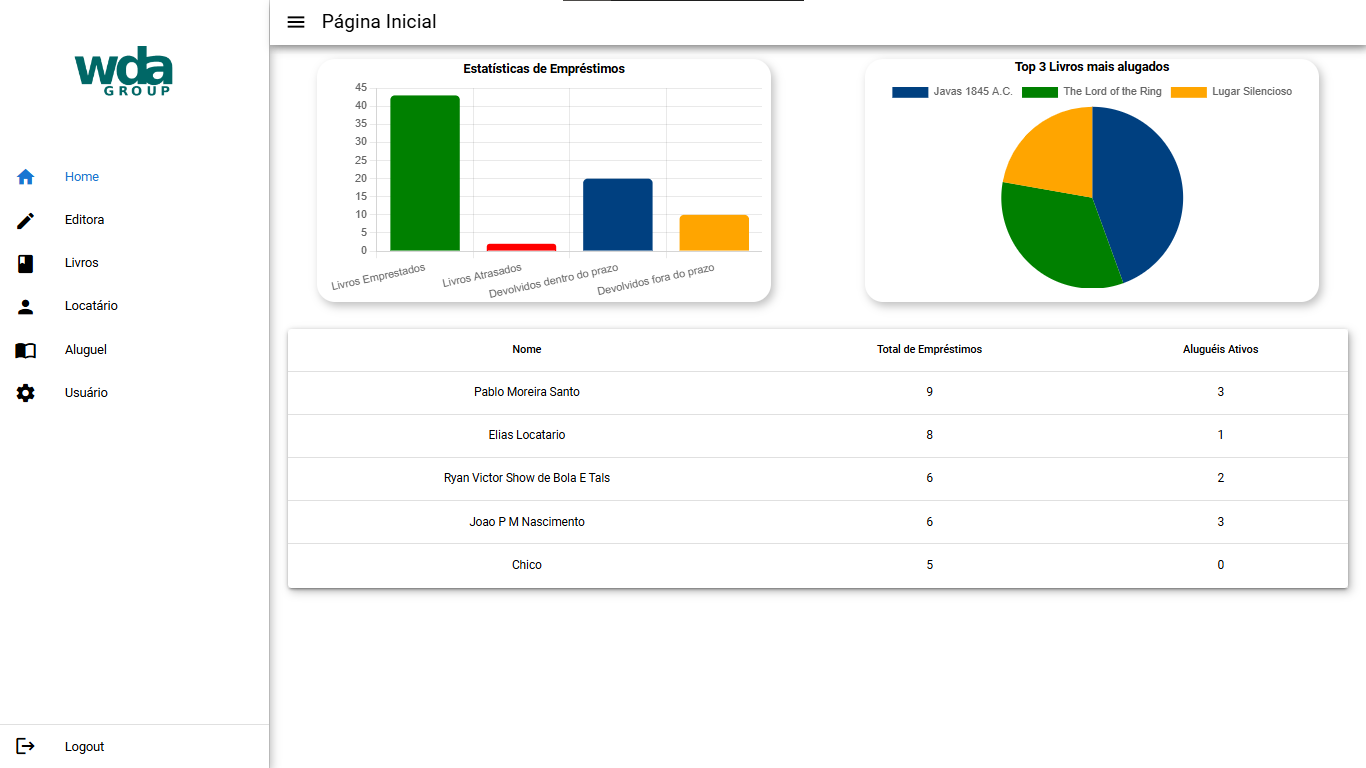 wda
GROUP
Home
Editora
Livros
Locatário
Aluguel
Usuário
Logout
Página Inicial
Estatísticas de Empréstimos
45
40
35
30
25
20
15
10
5
0
Livros Emprestados
Livros Atrasados
Devolvidos dentro do prazo
Devolvidos fora do prazo
Top 3 Livros mais alugados
Javas 1845 A.C. The Lord of the Ring Lugar Silencioso
Nome Total de Empréstimos Aluguéis Ativos
Pablo Moreira Santo 9 3
Elias Locatario 8 1
Ryan Victor Show de Bola E Tals 6 2
Joao P M Nascimento 6 3
Chico 5 0